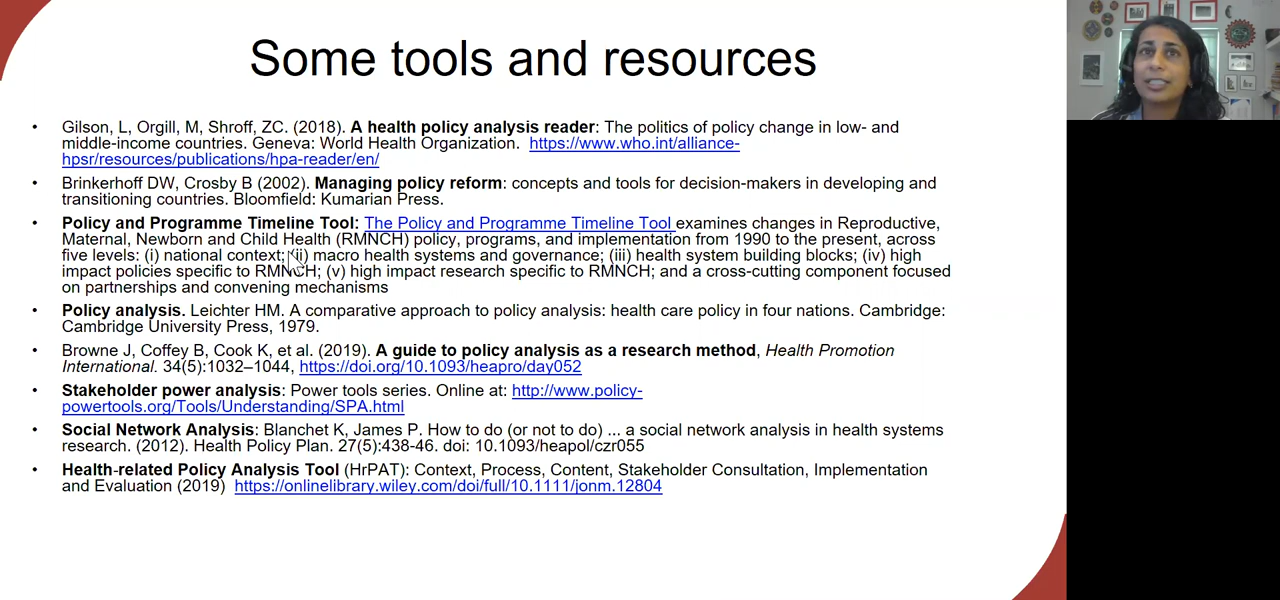 Some tools and resources
• Gilson, L, Orgill, M, Shroff, ZC. (2018). A health policy analysis reader: The politics of policy change in low- and
middle-income countries. Geneva: World Health Organization. https://www.who.int/alliance-
hpsr/resources/publications/hpa-reader/en/
• Brinkerhoff DW, Crosby B (2002). Managing policy reform: concepts and tools for decision-makers in developing and
transitioning countries. Bloomfield: Kumarian Press.
• Policy and Programme Timeline Tool: The Policy and Programme Timeline Tool examines changes in Reproductive,
Maternal, Newborn and Child Health (RMNCH) policy, programs, and implementation from 1990 to the present, across
five levels: (i) national context; (ii) macro health systems and governance; (iii) health system building blocks; (iv) high
impact policies specific to RMNCH; (v) high impact research specific to RMNCH; and a cross-cutting component focused
on partnerships and convening mechanisms
• Policy analysis. Leichter HM. A comparative approach to policy analysis: health care policy in four nations. Cambridge:
Cambridge University Press, 1979.
• Browne J, Coffey B, Cook K, et al. (2019). A guide to policy analysis as a research method, Health Promotion
International. 34(5):1032–1044, https://doi.org/10.1093/heapro/day052
• Stakeholder power analysis: Power tools series. Online at: http://www.policy-
powertools.org/Tools/Understanding/SPA.html
• Social Network Analysis: Blanchet K, James P. How to do (or not to do) ... a social network analysis in health systems
research. (2012). Health Policy Plan. 27(5):438-46. doi: 10.1093/heapol/czr055
• Health-related Policy Analysis Tool (HrPAT): Context, Process, Content, Stakeholder Consultation, Implementation
and Evaluation (2019) https://onlinelibrary.wiley.com/doi/full/10.1111/jonm.12804